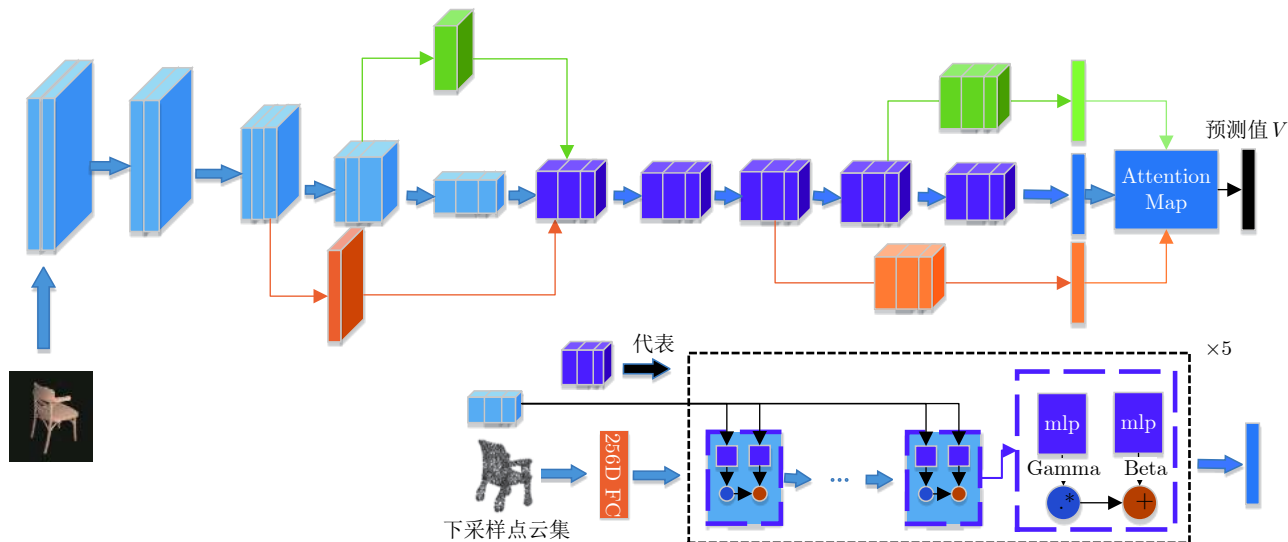 预测值 V
Attention
Map
代表
×5
256D FC
下采样点云集
...
mlp
mlp
Gamma
Beta
.*
+